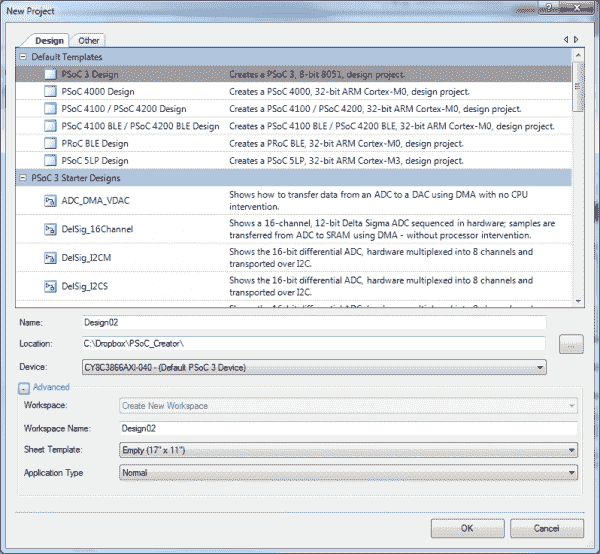 New Project
Design Other
Default Templates
PSoC 3 Design Creates a PSoC 3, 8-bit 8051, design project.
PSoC 4000 Design Creates a PSoC 4000, 32-bit ARM Cortex-M0, design project.
PSoC 4100 / PSoC 4200 Design Creates a PSoC 4100 / PSoC 4200, 32-bit ARM Cortex-M0, design project.
PSoC 4100 BLE / PSoC 4200 BLE Design Creates a PSoC 4100 BLE / PSoC 4200 BLE, 32-bit ARM Cortex-M0, design project.
PRoC BLE Design Creates a PRoC BLE, 32-bit ARM Cortex-M0, design project.
PSoC 5LP Design Creates a PSoC 5LP, 32-bit ARM Cortex-M3, design project.
PSoC 3 Starter Designs
ADC_DMA_VDAC Shows how to transfer data from an ADC to a DAC using DMA with no CPU
intervention.
DelSig_16Channel Shows a 16-channel, 12-bit Delta Sigma ADC sequenced in hardware; samples are
transferred from ADC to SRAM using DMA - without processor intervention.
DelSig_I2CM Shows the 16-bit differential ADC, hardware multiplexed into 8 channels and
transported over I2C.
DelSig_I2CS Shows the 16-bit differential ADC, hardware multiplexed into 8 channels and
transported over I2C.
Name: Design02
Location: C:\Dropbox\PSoC_Creator\ ...
Device: CY8C3866AXI-040 - (Default PSoC 3 Device)
Advanced
Workspace: Create New Workspace
Workspace Name: Design02
Sheet Template: Empty (17" x 11")
Application Type Normal
OK Cancel